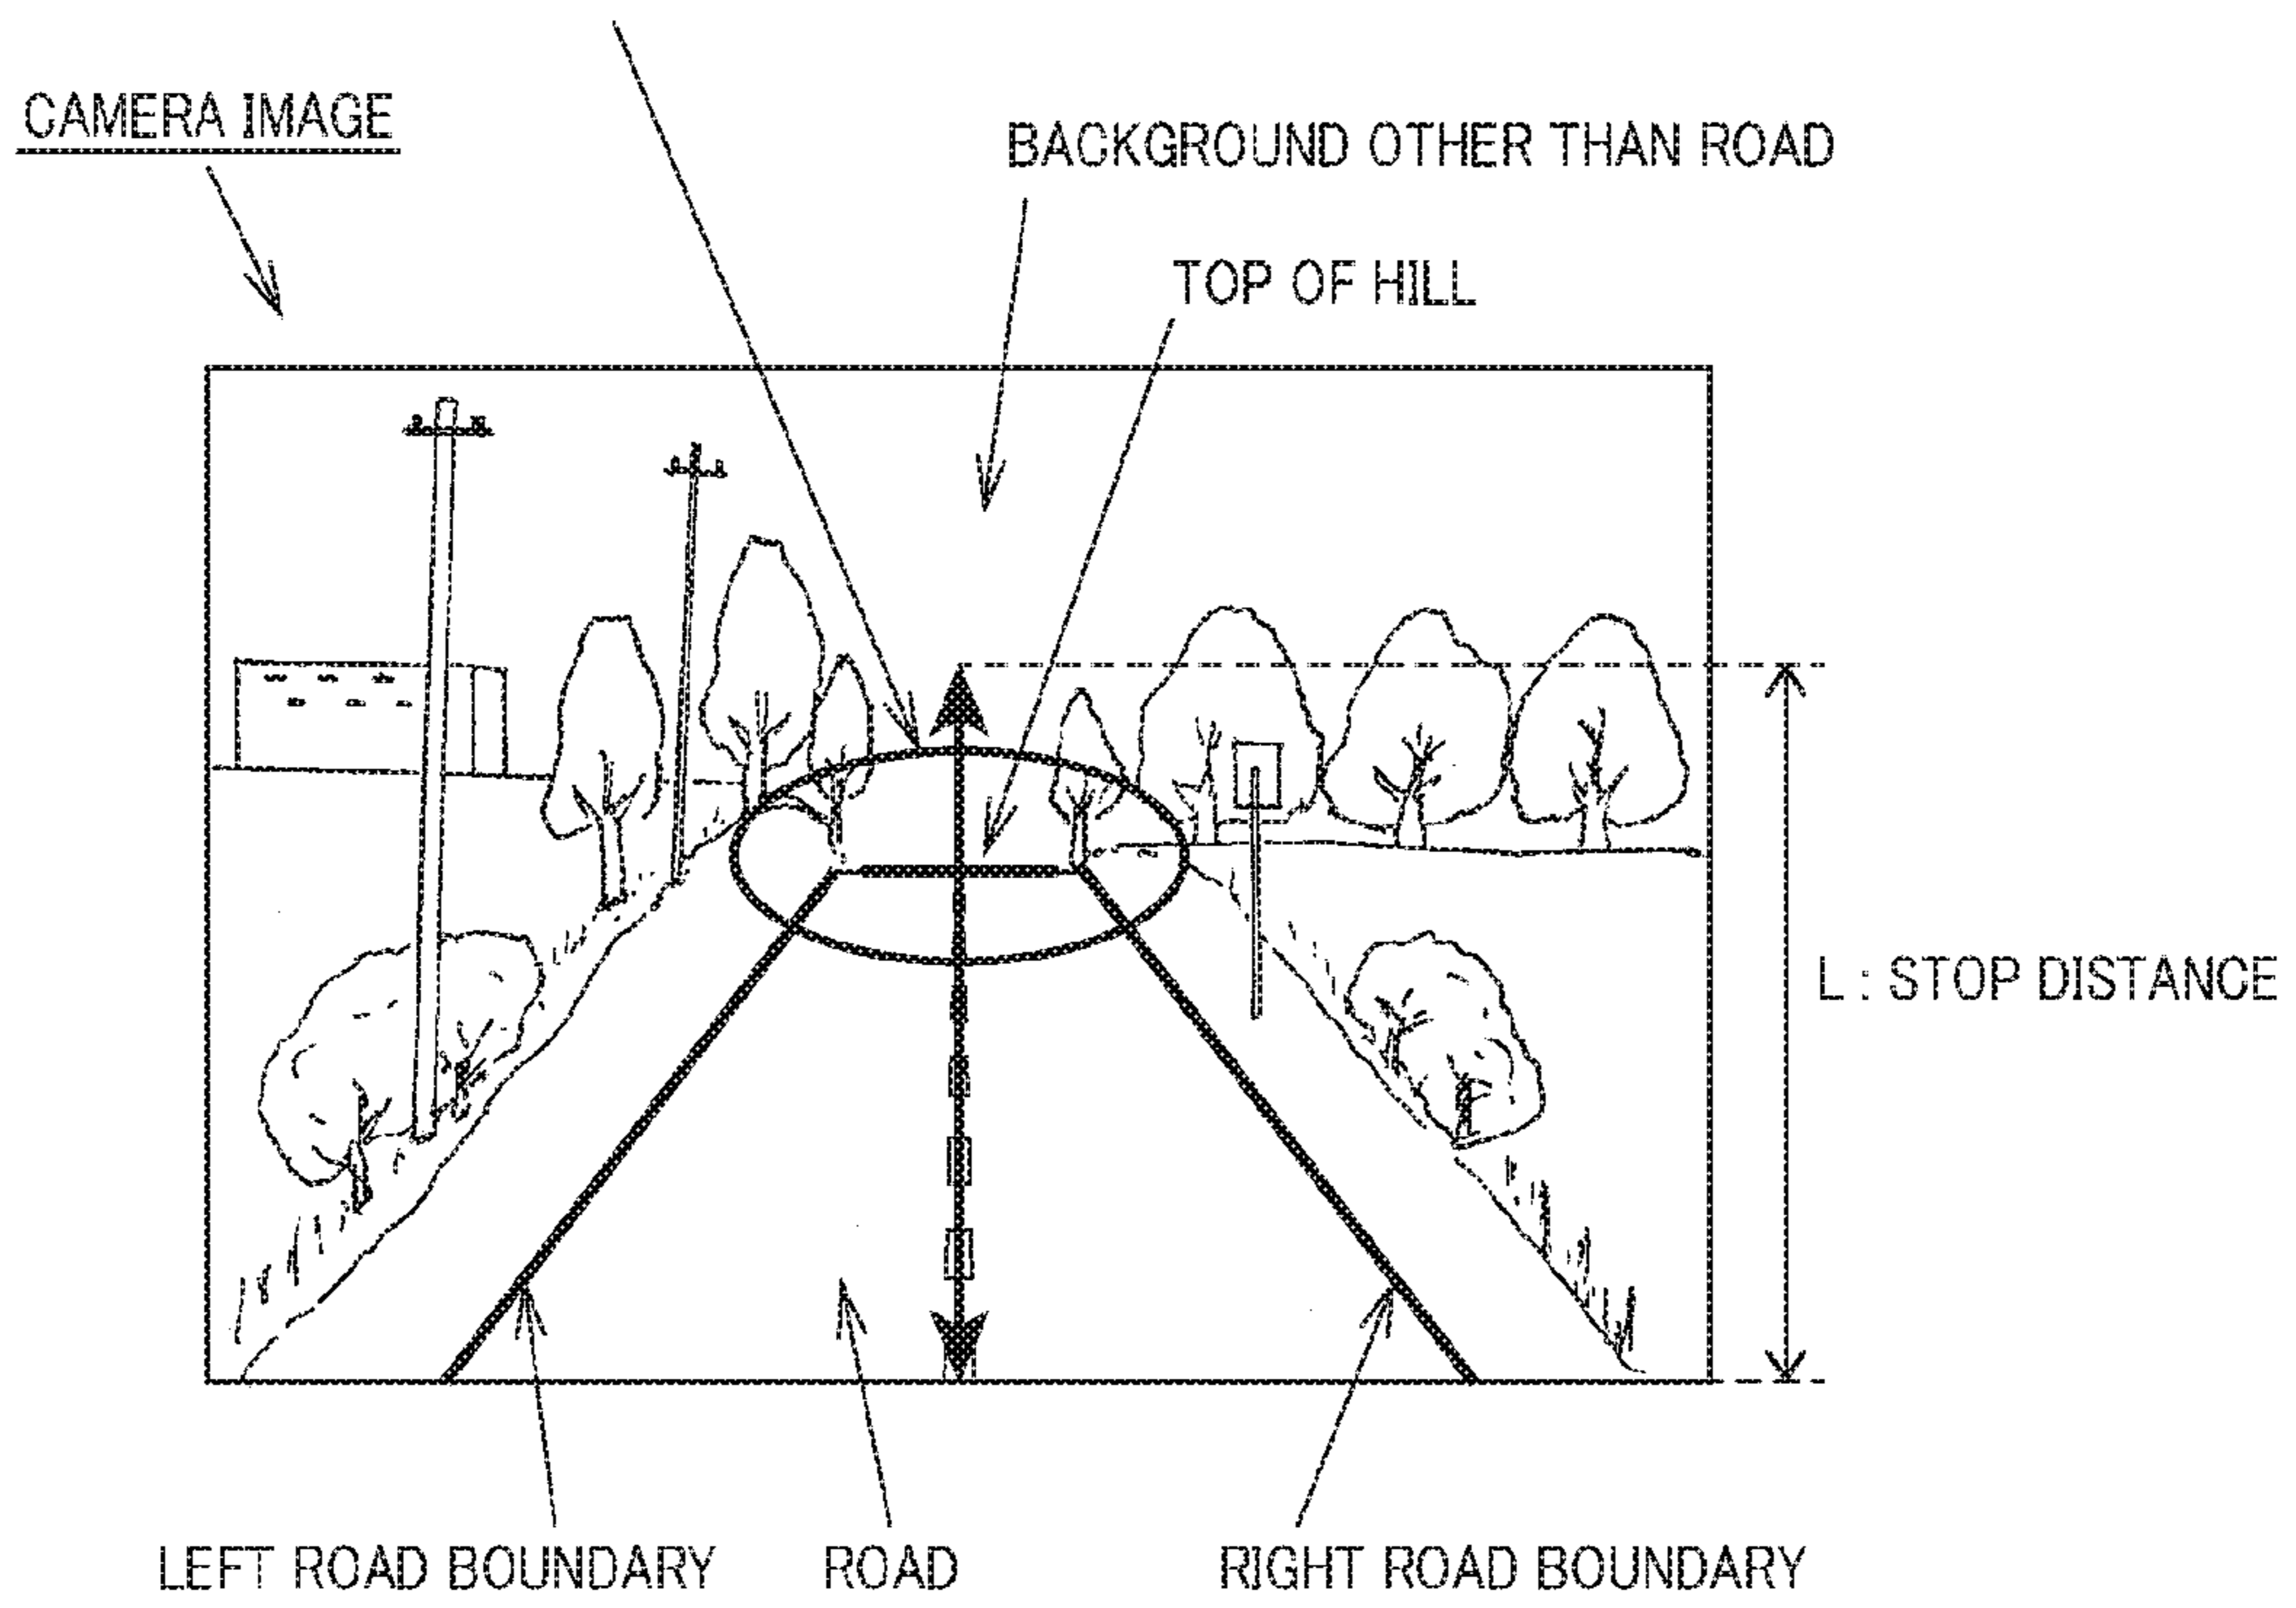 CAMERA IMAGE
BACKGROUND OTHER THAN ROAD
TOP OF HILL
L : STOP DISTANCE
LEFT ROAD BOUNDARY
ROAD
RIGHT ROAD BOUNDARY